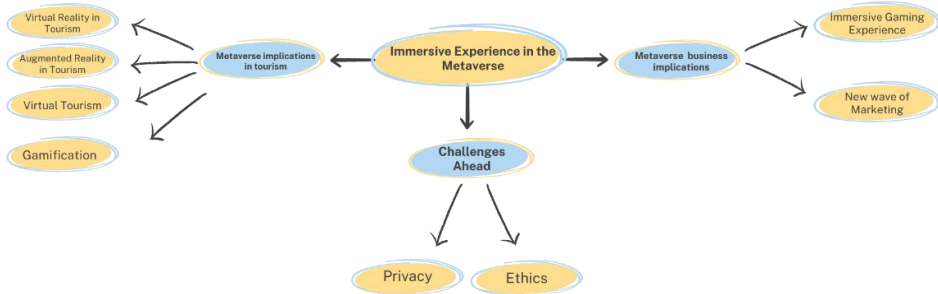 Virtual Reality in
Tourism
Augmented Reality
in Tourism
Virtual Tourism
Gamification
Metaverse implications
in tourism
Immersive Experience in the
Metaverse
Metaverse business
implications
Immersive Gaming
Experience
New wave of
Marketing
Challenges
Ahead
Privacy
Ethics